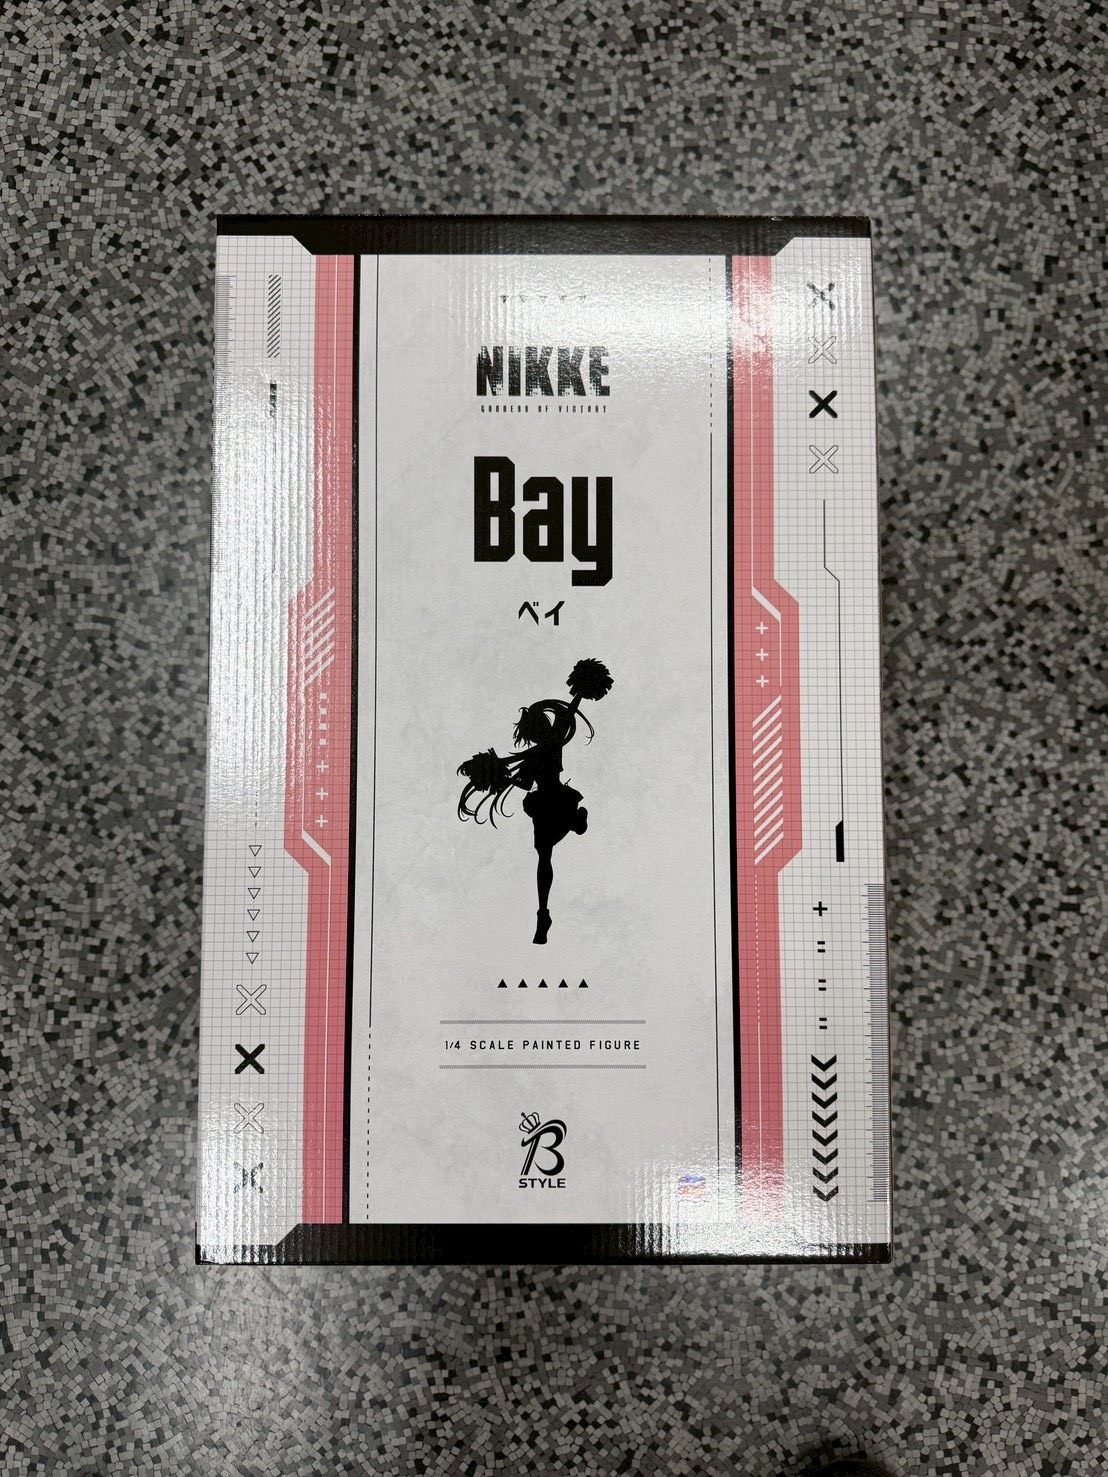 NIKKE
GODDESS OF VICTORY
Bay
ベイ
1/4 SCALE PAINTED FIGURE
B
STYLE